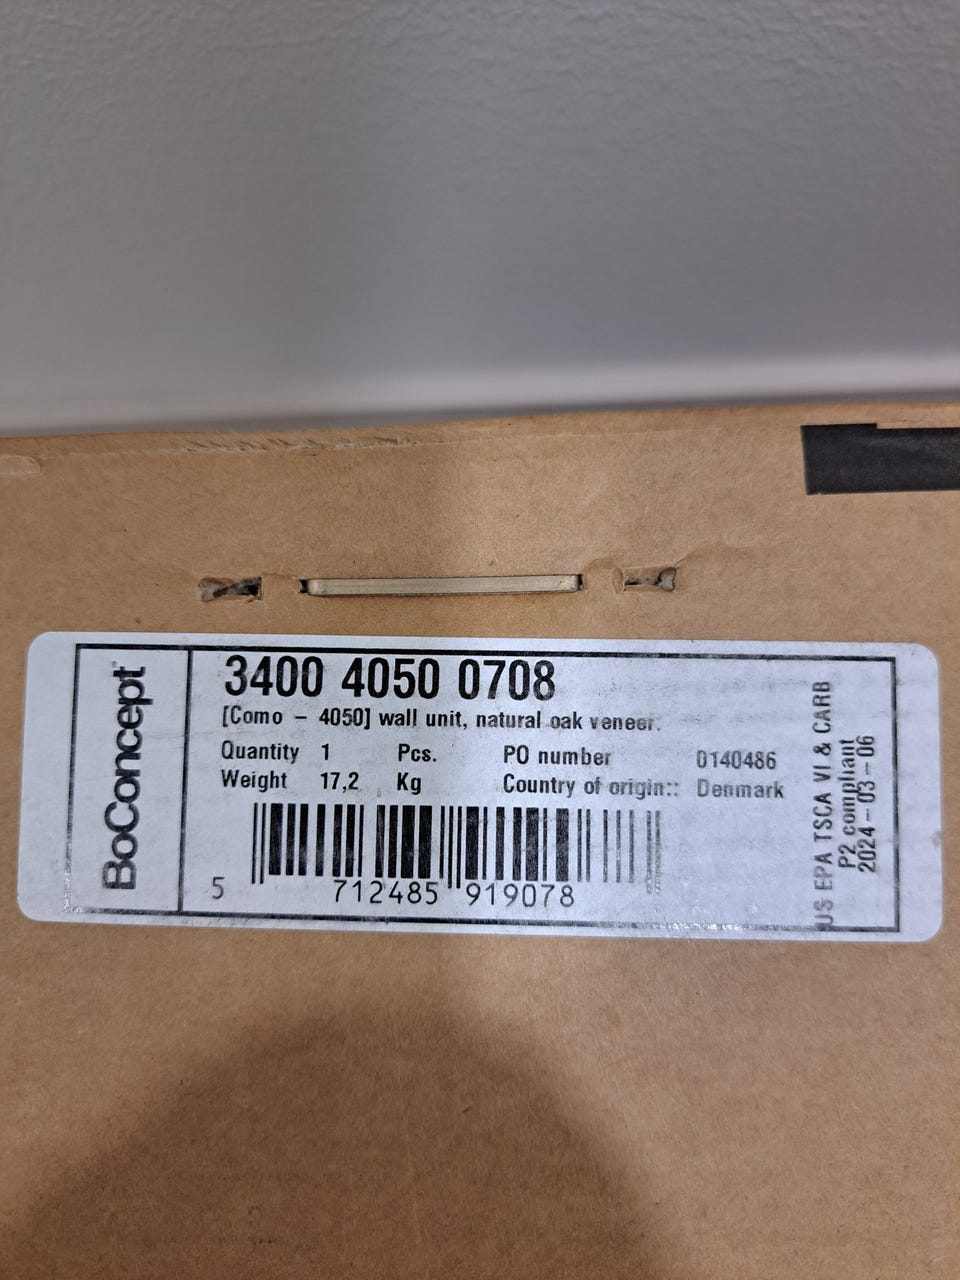 BoConcept™
3400 4050 0708
[Como - 4050] wall unit, natural oak veneer.
Quantity 1 Pcs. PO number 0140486
Weight 17,2 Kg Country of origin:: Denmark
5 712485 919078
US EPA TSCA VI & CARB
P2 compliant
2024-03-06